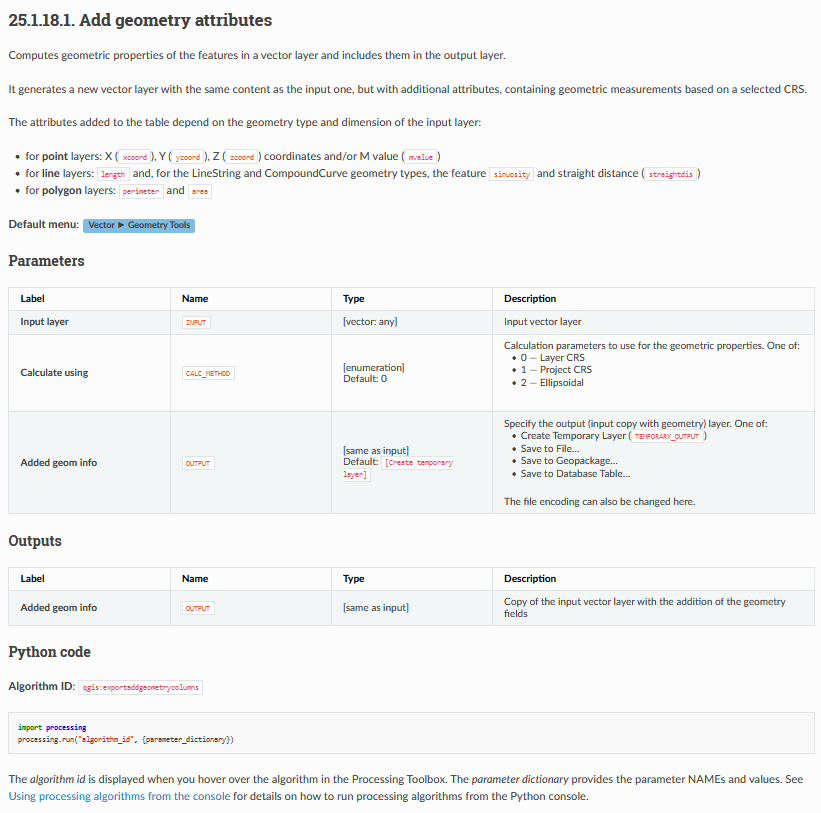 25.1.18.1. Add geometry attributes
Computes geometric properties of the features in a vector layer and includes them in the output layer.
It generates a new vector layer with the same content as the input one, but with additional attributes, containing geometric measurements based on a selected CRS.
The attributes added to the table depend on the geometry type and dimension of the input layer:
• for point layers: X ( xcoord ), Y ( ycoord ), Z ( zcoord ) coordinates and/or M value ( mvalue )
• for line layers: length and, for the LineString and CompoundCurve geometry types, the feature sinuosity and straight distance ( straightdis )
• for polygon layers: perimeter and area
Default menu: Vector ► Geometry Tools
Parameters
Label Name Type Description
Input layer INPUT [vector: any] Input vector layer
Calculate using CALC_METHOD [enumeration]
Default: 0
Calculation parameters to use for the geometric properties. One of:
• 0 — Layer CRS
• 1 — Project CRS
• 2 — Ellipsoidal
Added geom info OUTPUT [same as input]
Default: [Create temporary
layer]
Specify the output (input copy with geometry) layer. One of:
• Create Temporary Layer ( TEMPORARY_OUTPUT )
• Save to File…
• Save to Geopackage…
• Save to Database Table…
The file encoding can also be changed here.
Outputs
Label Name Type Description
Added geom info OUTPUT [same as input] Copy of the input vector layer with the addition of the geometry
fields
Python code
Algorithm ID: qgis:exportaddgeometrycolumns
import processing
processing.run("algorithm_id", {parameter_dictionary})
The algorithm id is displayed when you hover over the algorithm in the Processing Toolbox. The parameter dictionary provides the parameter NAMEs and values. See
Using processing algorithms from the console for details on how to run processing algorithms from the Python console.